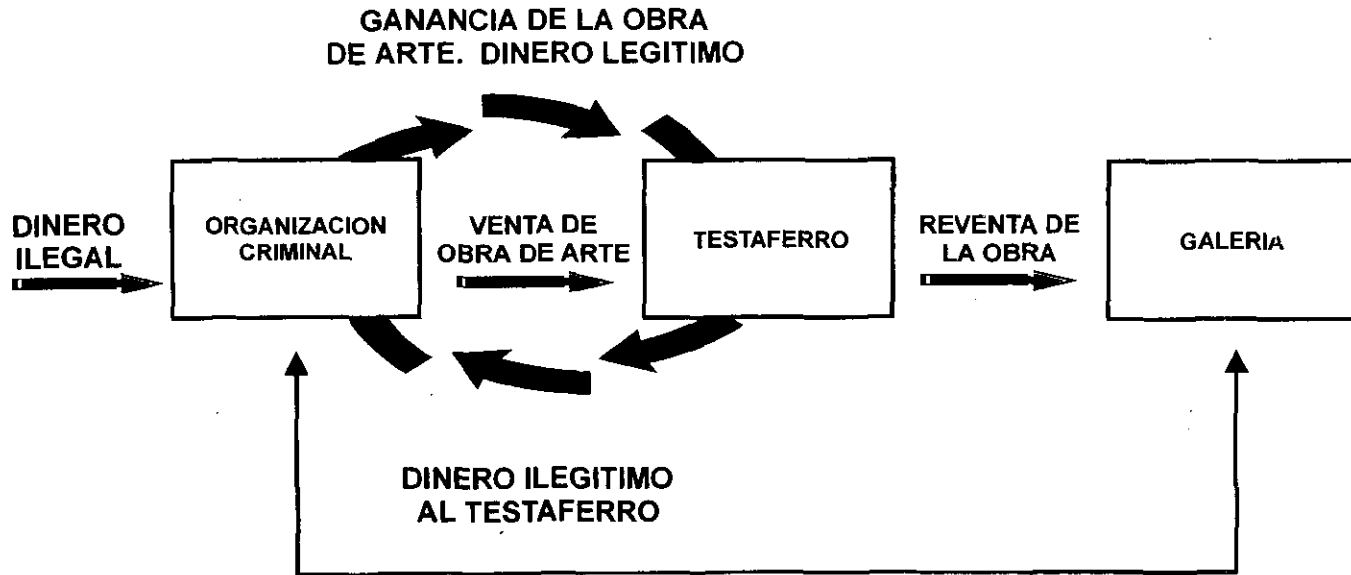 GANANCIA DE LA OBRA
DE ARTE. DINERO LEGITIMO
DINERO
ILEGAL
ORGANIZACION
CRIMINAL
VENTA DE
OBRA DE ARTE
TESTAFERRO
REVENTA DE
LA OBRA
GALERIA
DINERO ILEGITIMO
AL TESTAFERRO